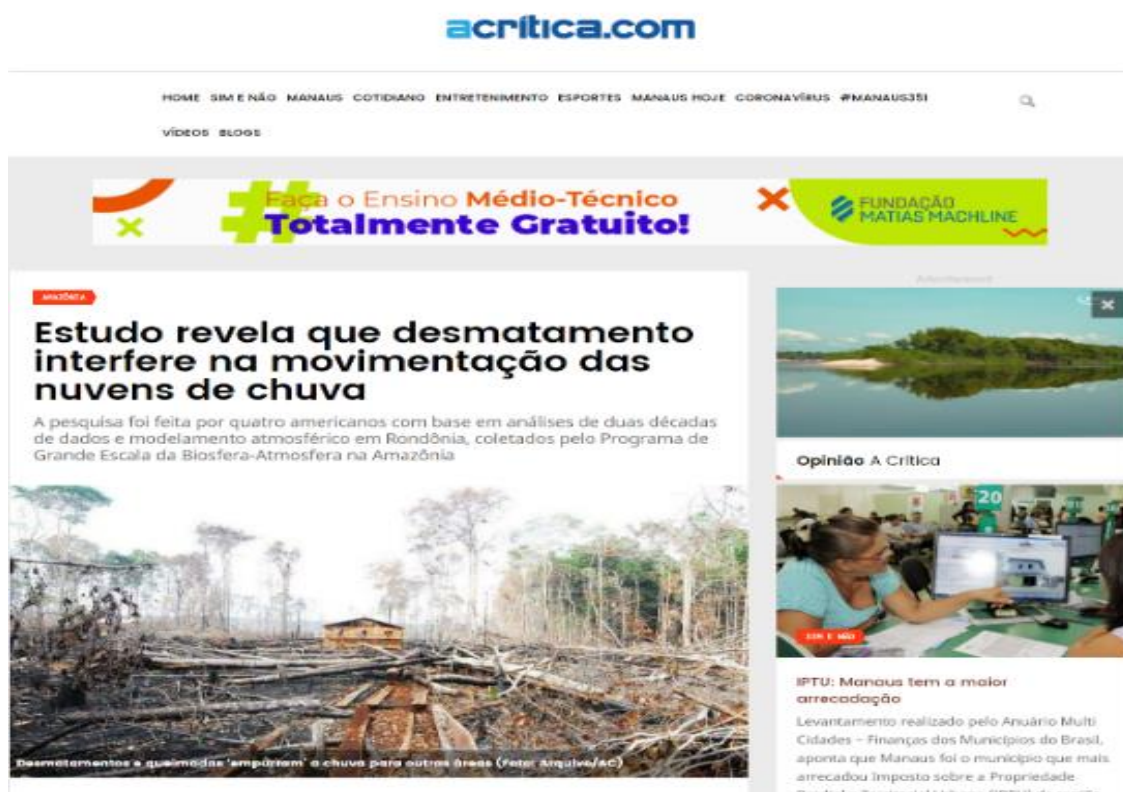 acrítica.com
HOME SIM E NÃO MANAUS COTIDIANO ENTRETENIMENTO ESPORTES MANAUS HOJE CORONAVÍRUS #MANAUS351
VÍDEOS BLOGS
Faça o Ensino Médio-Técnico
Totalmente Gratuito!
FUNDAÇÃO
MATIAS MACHLINE
Advertisement
AMAZÔNIA
Estudo revela que desmatamento
interfere na movimentação das
nuvens de chuva
A pesquisa foi feita por quatro americanos com base em análises de duas décadas
de dados e modelamento atmosférico em Rondônia, coletados pelo Programa de
Grande Escala da Biosfera-Atmosfera na Amazônia
Desmatamentos e queimadas 'empurram' a chuva para outras áreas (Foto: Arquivo/AC)
Opinião A Crítica
20
SIM E NÃO
IPTU: Manaus tem a maior
arrecadação
Levantamento realizado pelo Anuário Multi
Cidades – Finanças dos Municípios do Brasil,
aponta que Manaus foi o município que mais
arrecadou Imposto sobre a Propriedade